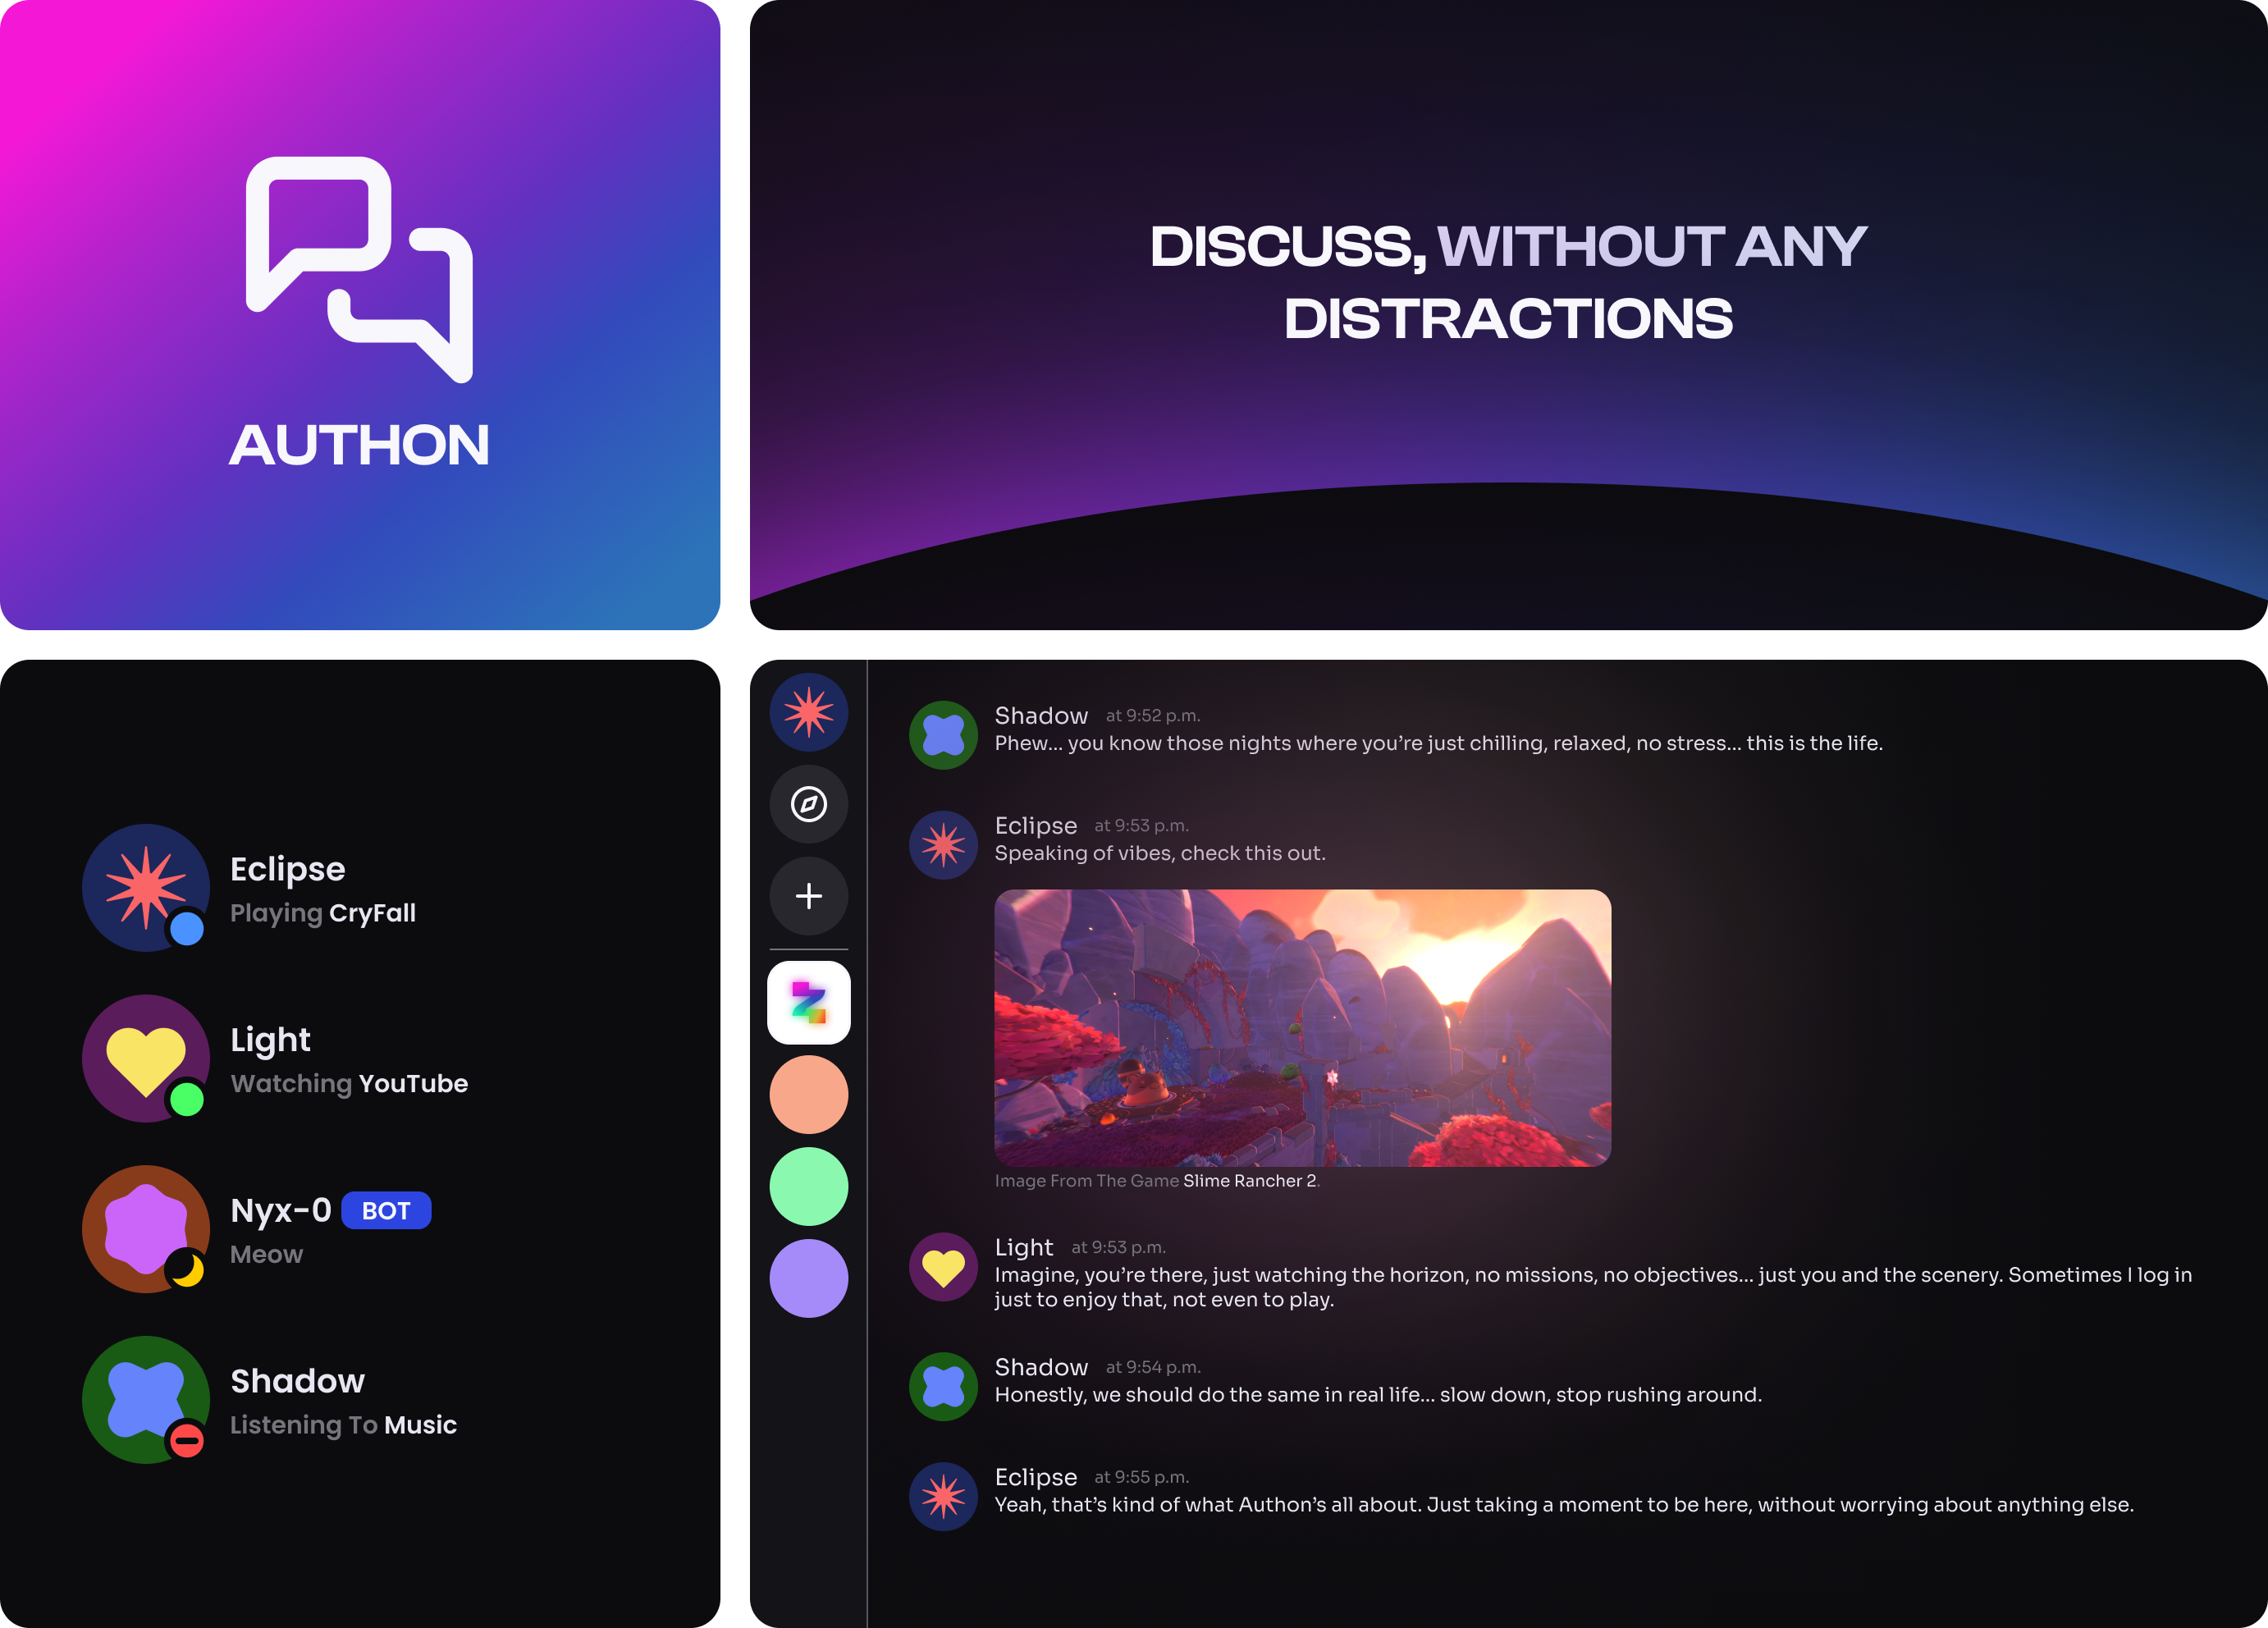 AUTHON
DISCUSS, WITHOUT ANY
DISTRACTIONS
Eclipse
Playing CryFall
Light
Watching YouTube
Nyx-0 BOT
Meow
Shadow
Listening To Music
Shadow at 9:52 p.m.
Phew... you know those nights where you’re just chilling, relaxed, no stress... this is the life.
Eclipse at 9:53 p.m.
Speaking of vibes, check this out.
Image From The Game Slime Rancher 2.
Light at 9:53 p.m.
Imagine, you’re there, just watching the horizon, no missions, no objectives... just you and the scenery. Sometimes I log in
just to enjoy that, not even to play.
Shadow at 9:54 p.m.
Honestly, we should do the same in real life... slow down, stop rushing around.
Eclipse at 9:55 p.m.
Yeah, that’s kind of what Authon’s all about. Just taking a moment to be here, without worrying about anything else.